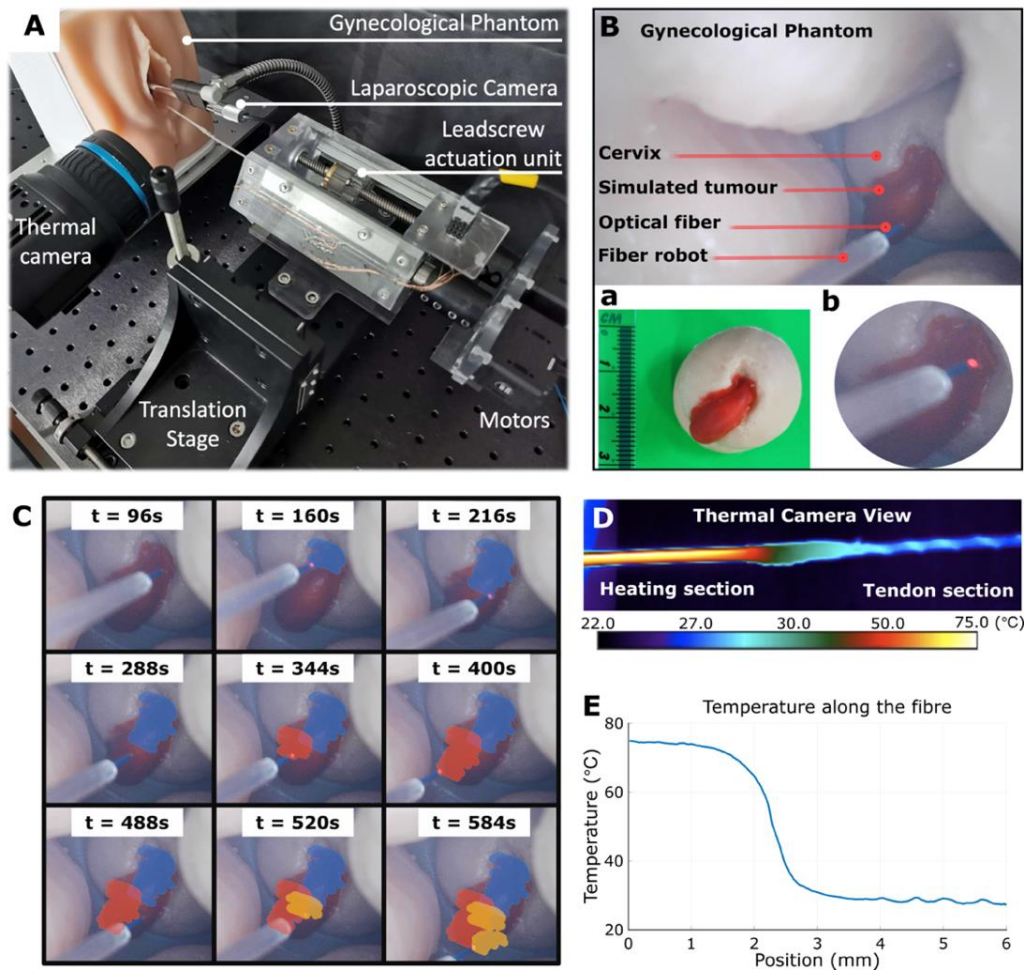 A
Gynecological Phantom
Laparoscopic Camera
Leadscrew
actuation unit
Thermal
camera
Translation
Stage
Motors
B
Gynecological Phantom
Cervix
Simulated tumour
Optical fiber
Fiber robot
a
CM
0
1
2
3
b
C
t = 96s
t = 160s
t = 216s
t = 288s
t = 344s
t = 400s
t = 488s
t = 520s
t = 584s
D
Thermal Camera View
Heating section
Tendon section
22.0
27.0
30.0
50.0
75.0 (°C)
E
Temperature along the fibre
Temperature (°C)
80
60
40
20
0
1
2
3
4
5
6
Position (mm)